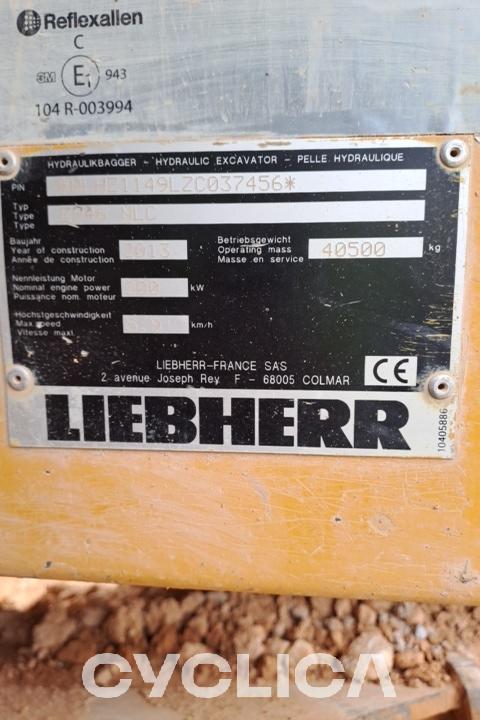 Reflexallen
C
3M E1 943
104 R-003994
HYDRAULIKBAGGER - HYDRAULIC EXCAVATOR - PELLE HYDRAULIQUE
PIN 1149LZC037456*
Typ
Type
Type NLC
Baujahr
Year of construction 2013
Année de construction
Betriebsgewicht
Operating mass 40500 kg
Masse en service
Nennleistung Motor
Nominal engine power kW
Puissance nom. moteur
Höchstgeschwindigkeit
Max.speed km/h
Vitesse maxi.
LIEBHERR-FRANCE SAS
2 avenue Joseph Rey F - 68005 COLMAR
CE
LIEBHERR
10405886
CYCLICA